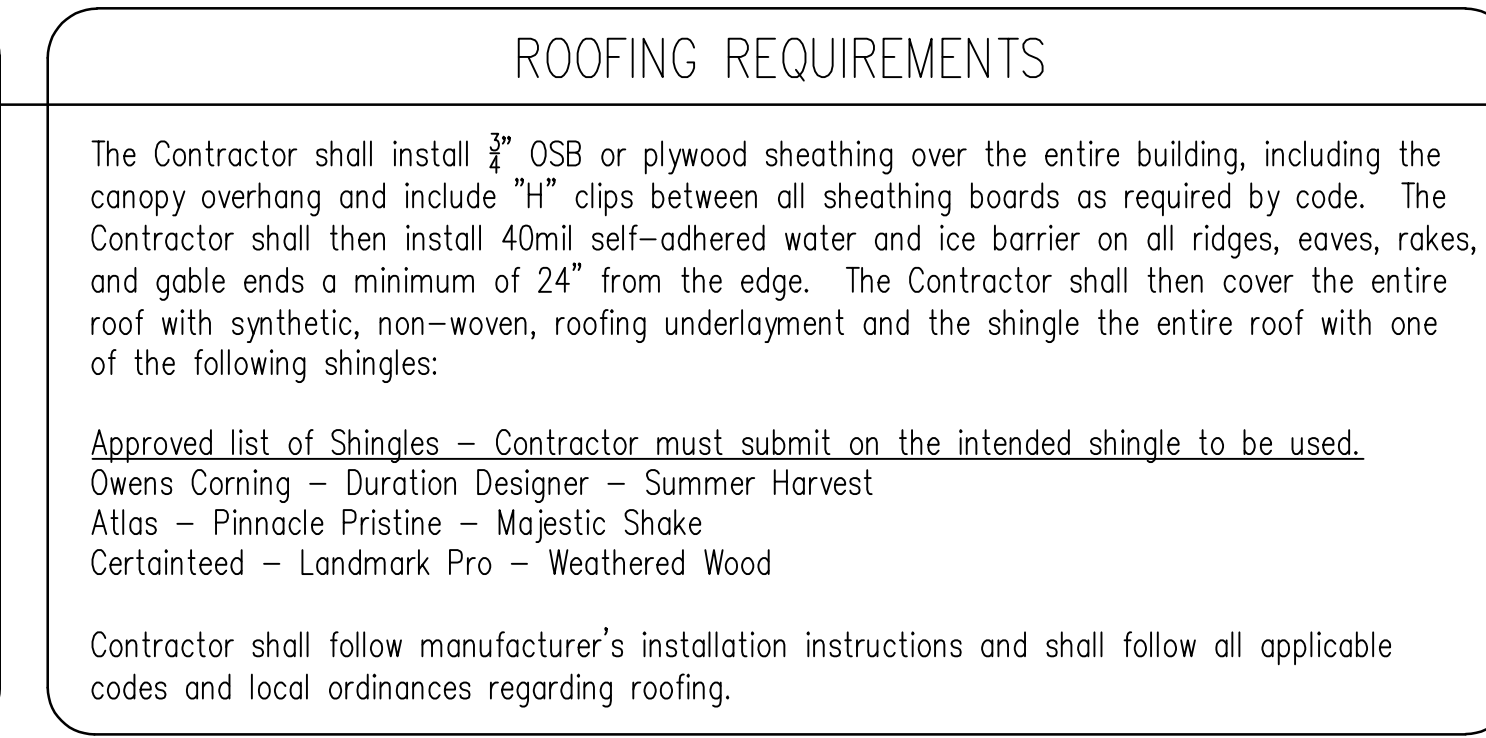 ROOFING REQUIREMENTS
The Contractor shall install ¾” OSB or plywood sheathing over the entire building, including the
canopy overhang and include ”H” clips between all sheathing boards as required by code. The
Contractor shall then install 40mil self-adhered water and ice barrier on all ridges, eaves, rakes,
and gable ends a minimum of 24” from the edge. The Contractor shall then cover the entire
roof with synthetic, non-woven, roofing underlayment and the shingle the entire roof with one
of the following shingles:
Approved list of Shingles - Contractor must submit on the intended shingle to be used.
Owens Corning - Duration Designer - Summer Harvest
Atlas - Pinnacle Pristine - Majestic Shake
Certainteed - Landmark Pro - Weathered Wood
Contractor shall follow manufacturer’s installation instructions and shall follow all applicable
codes and local ordinances regarding roofing.